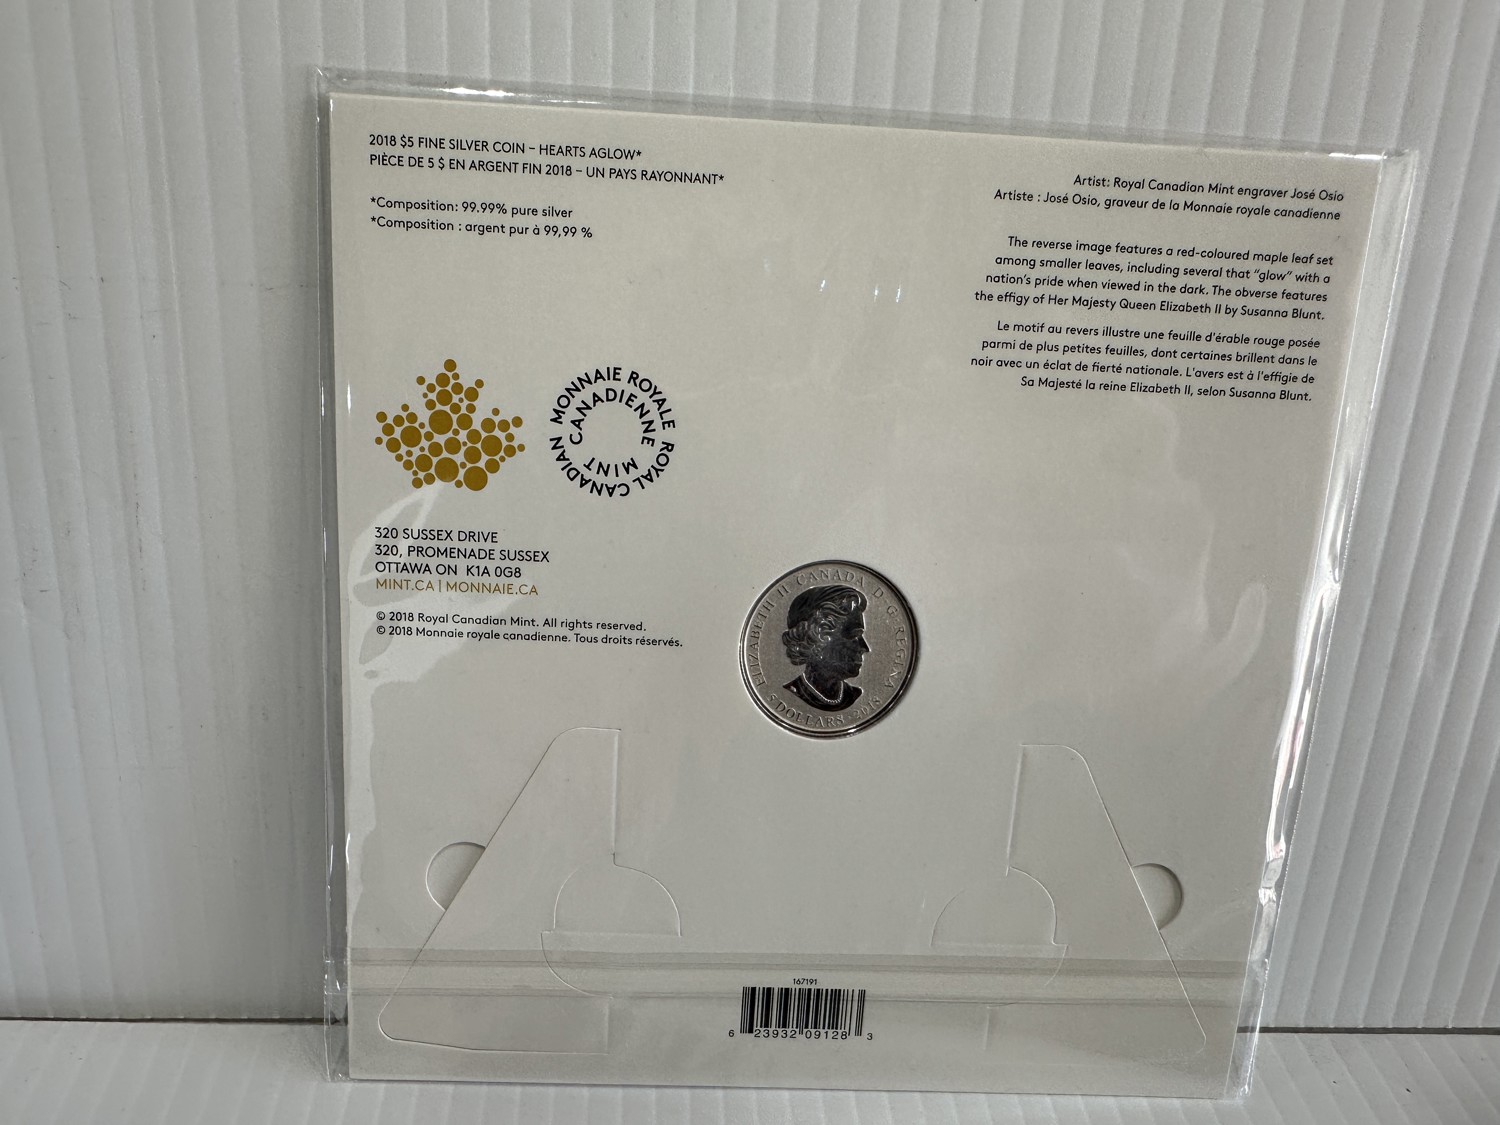 2018 $5 FINE SILVER COIN – HEARTS AGLOW*
PIÈCE DE 5 $ EN ARGENT FIN 2018 – UN PAYS RAYONNANT*
*Composition: 99.99% pure silver
*Composition : argent pur à 99,99 %
Artist: Royal Canadian Mint engraver José Osio
Artiste : José Osio, graveur de la Monnaie royale canadienne
The reverse image features a red-coloured maple leaf set
among smaller leaves, including several that “glow” with a
nation’s pride when viewed in the dark. The obverse features
the effigy of Her Majesty Queen Elizabeth II by Susanna Blunt.
Le motif au revers illustre une feuille d'érable rouge posée
parmi de plus petites feuilles, dont certaines brillent dans le
noir avec un éclat de fierté nationale. L'avers est à l'effigie de
Sa Majesté la reine Elizabeth II, selon Susanna Blunt.
MONNAIE ROYALE CANADIENNE
ROYAL CANADIAN MINT
320 SUSSEX DRIVE
320, PROMENADE SUSSEX
OTTAWA ON K1A 0G8
MINT.CA | MONNAIE.CA
© 2018 Royal Canadian Mint. All rights reserved.
© 2018 Monnaie royale canadienne. Tous droits réservés.
ELIZABETH II CANADA D·G·REGINA
5 DOLLARS·2018
167191
6 23932 09128 3